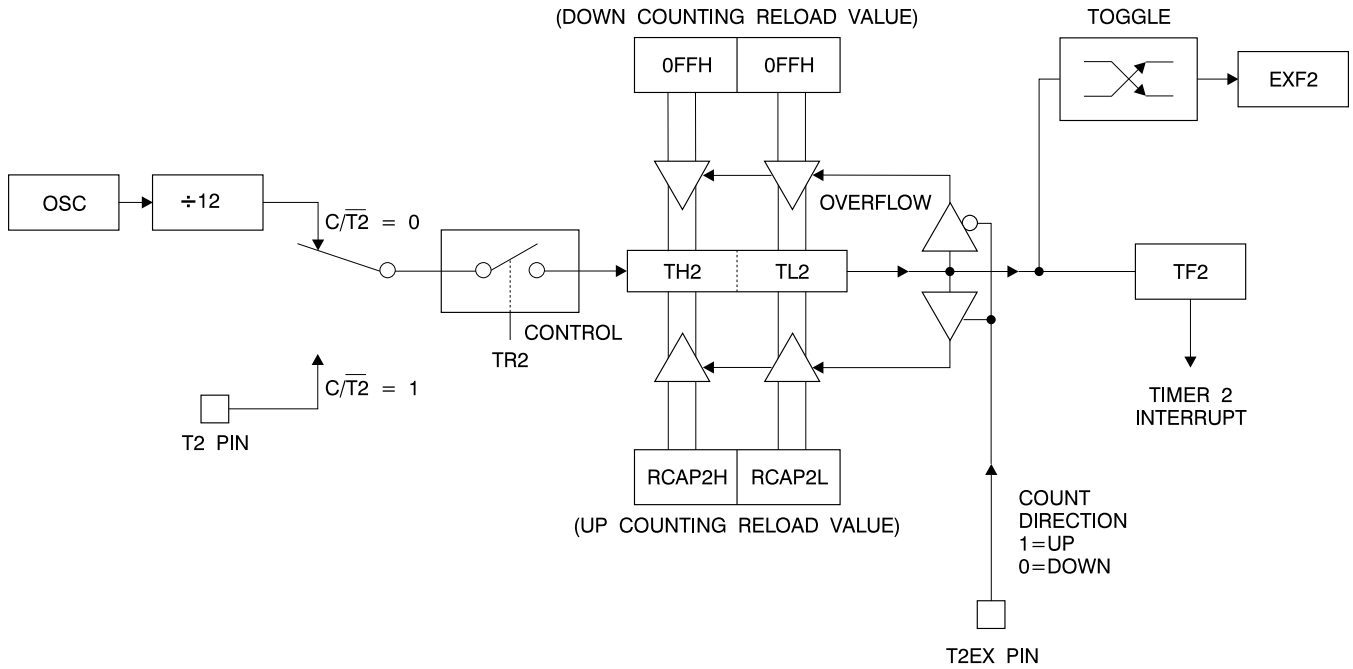 (DOWN COUNTING RELOAD VALUE)
TOGGLE
0FFH
0FFH
EXF2
OSC
÷12
C/T2̅ = 0
OVERFLOW
TH2
TL2
TF2
CONTROL
TR2
C/T2̅ = 1
T2 PIN
TIMER 2
INTERRUPT
RCAP2H
RCAP2L
(UP COUNTING RELOAD VALUE)
COUNT
DIRECTION
1=UP
0=DOWN
T2EX PIN